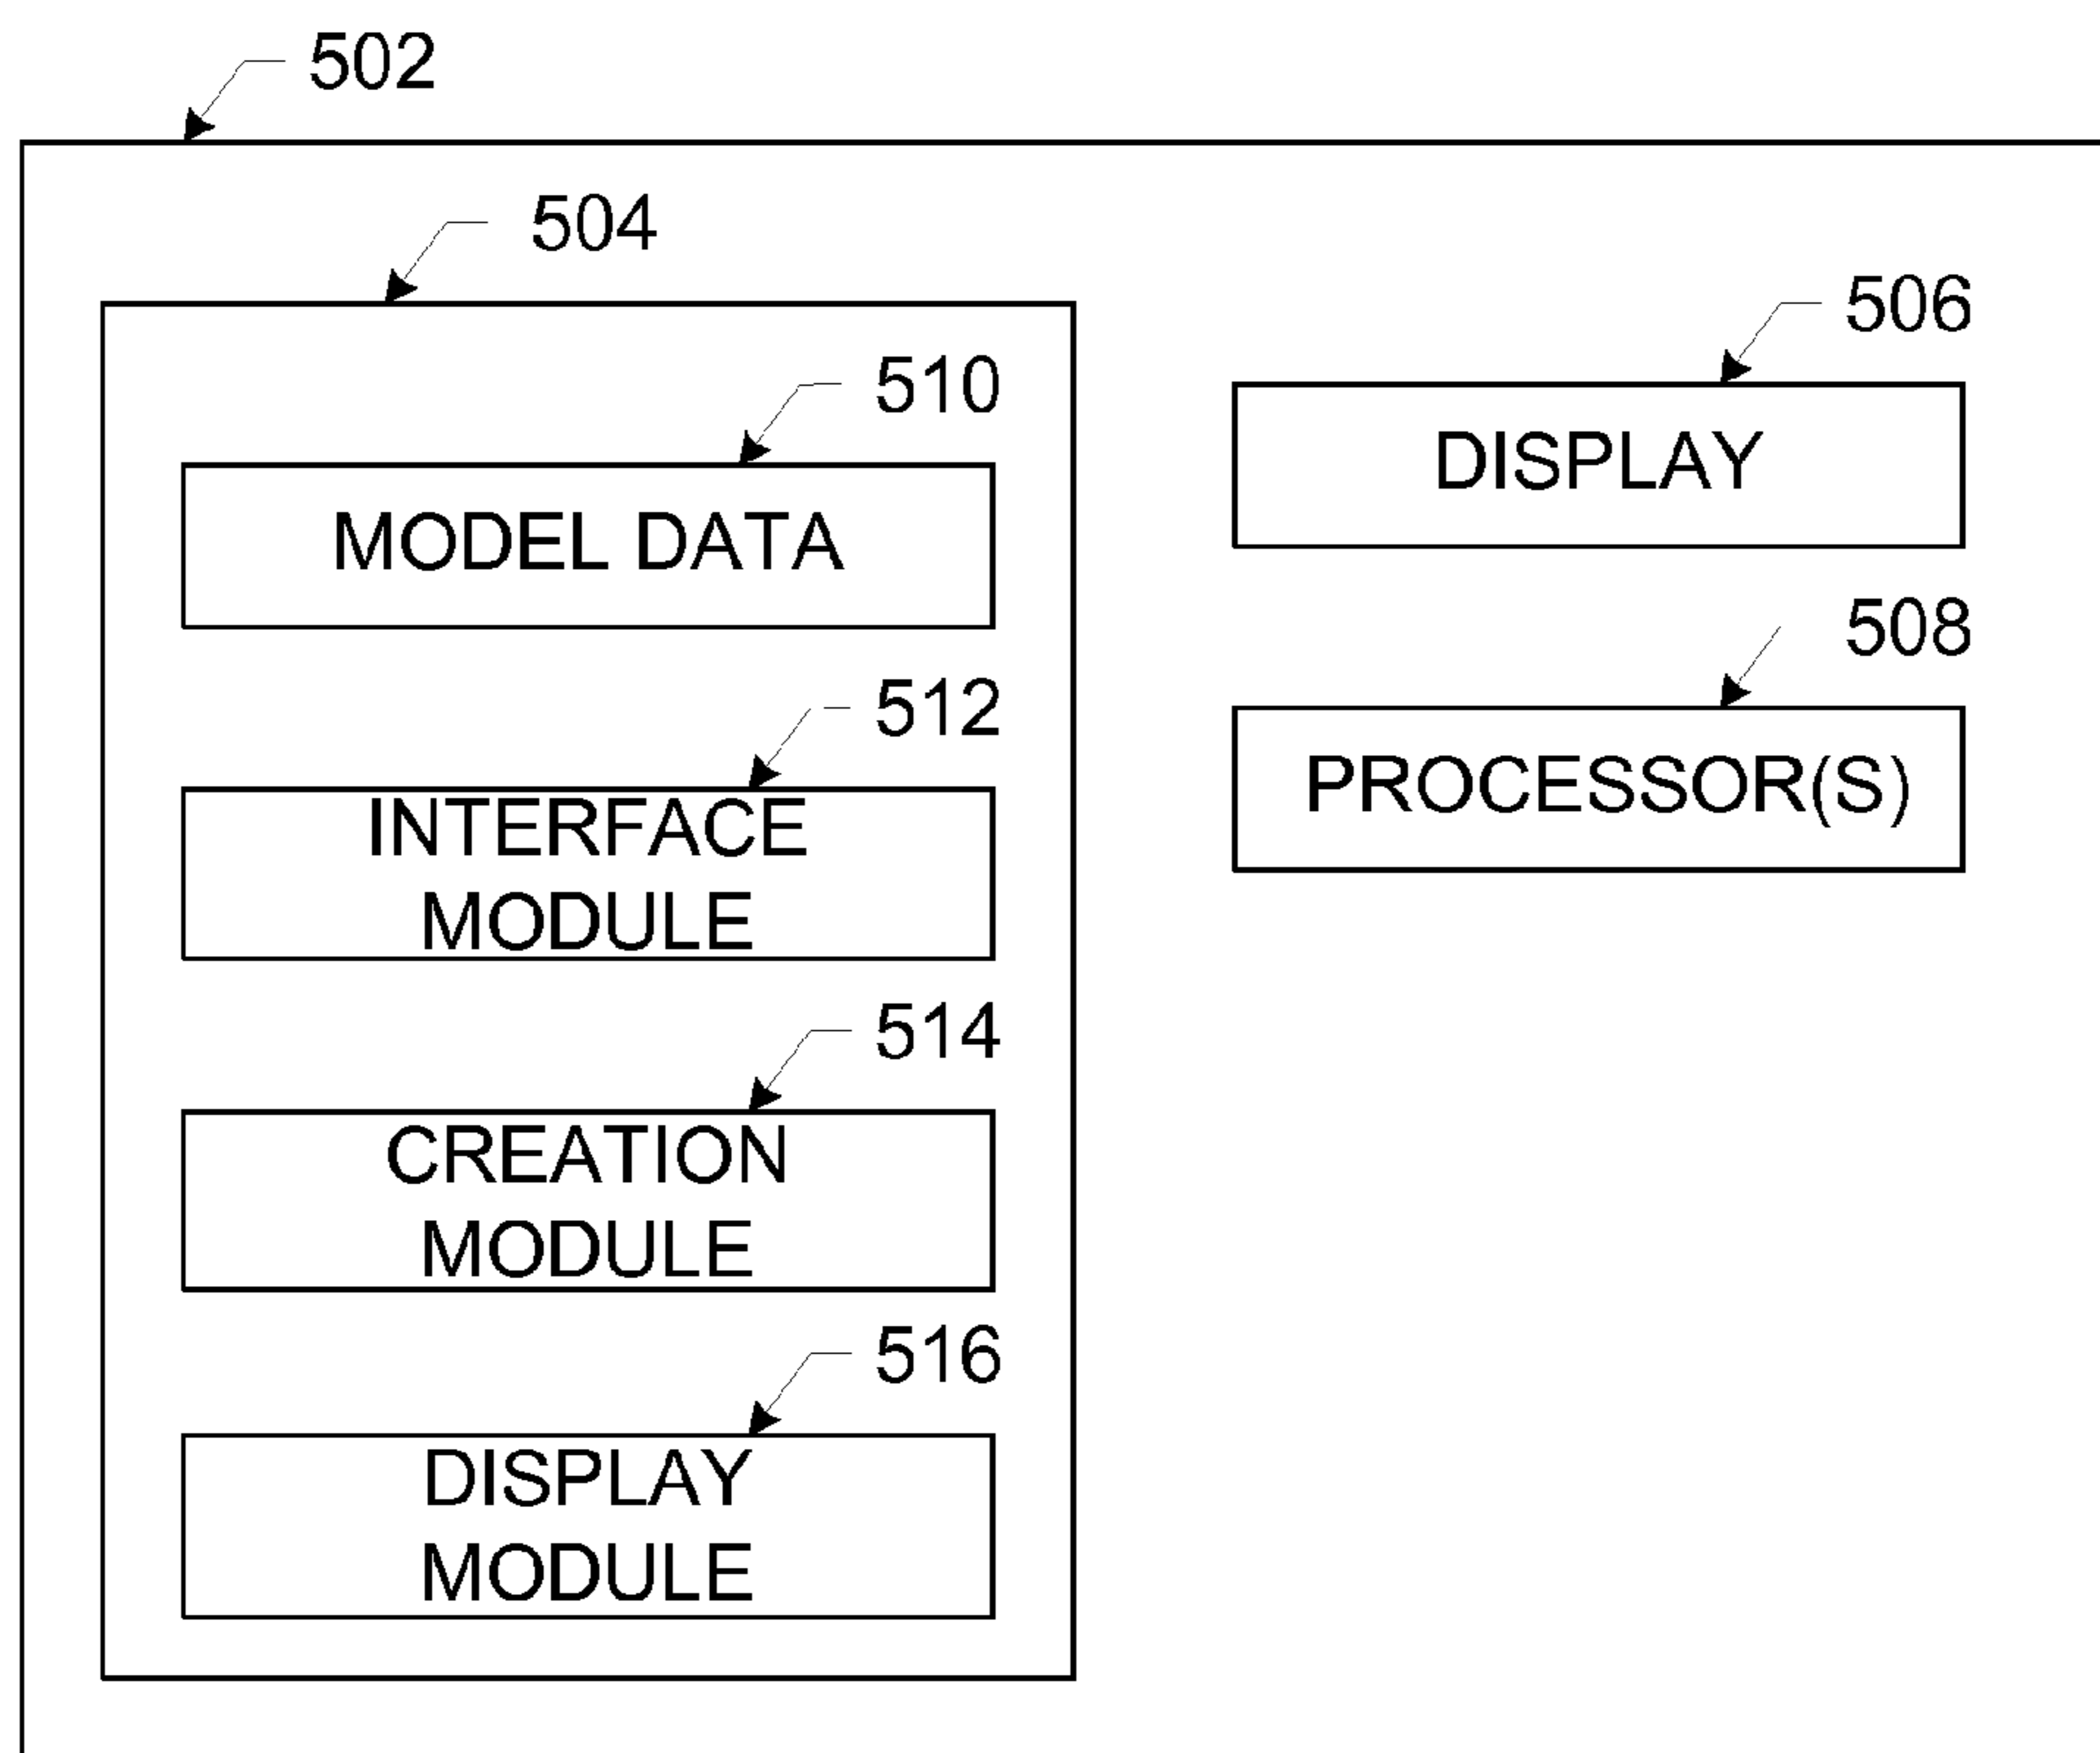 502
504
506
510
DISPLAY
MODEL DATA
508
512
PROCESSOR(S)
INTERFACE
MODULE
514
CREATION
MODULE
516
DISPLAY
MODULE